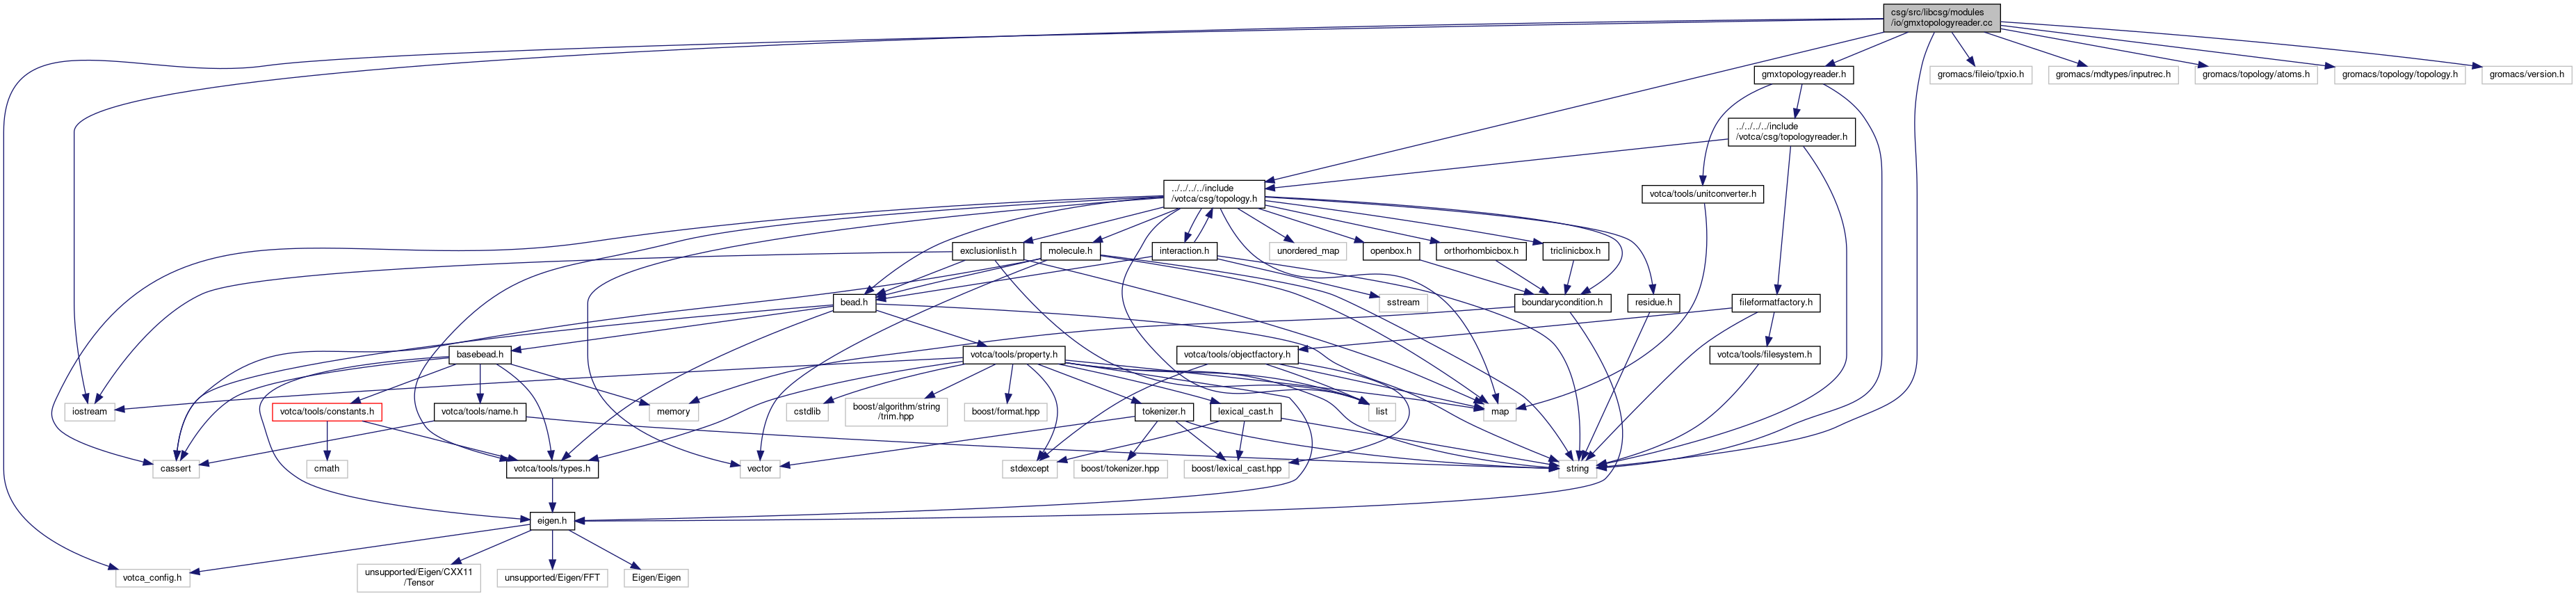 csg/src/libcsg/modules
/io/gmxtopologyreader.cc
gmxtopologyreader.h
gromacs/fileio/tpxio.h
gromacs/mdtypes/inputrec.h
gromacs/topology/atoms.h
gromacs/topology/topology.h
gromacs/version.h
../../../../include
/votca/csg/topologyreader.h
../../../../include
/votca/csg/topology.h
votca/tools/unitconverter.h
exclusionlist.h
molecule.h
interaction.h
unordered_map
openbox.h
orthorhombicbox.h
triclinicbox.h
bead.h
sstream
boundarycondition.h
residue.h
fileformatfactory.h
basebead.h
votca/tools/property.h
votca/tools/objectfactory.h
votca/tools/filesystem.h
iostream
votca/tools/constants.h
votca/tools/name.h
memory
cstdlib
boost/algorithm/string
/trim.hpp
boost/format.hpp
tokenizer.h
lexical_cast.h
list
map
cassert
cmath
votca/tools/types.h
vector
stdexcept
boost/tokenizer.hpp
boost/lexical_cast.hpp
string
eigen.h
votca_config.h
unsupported/Eigen/CXX11
/Tensor
unsupported/Eigen/FFT
Eigen/Eigen